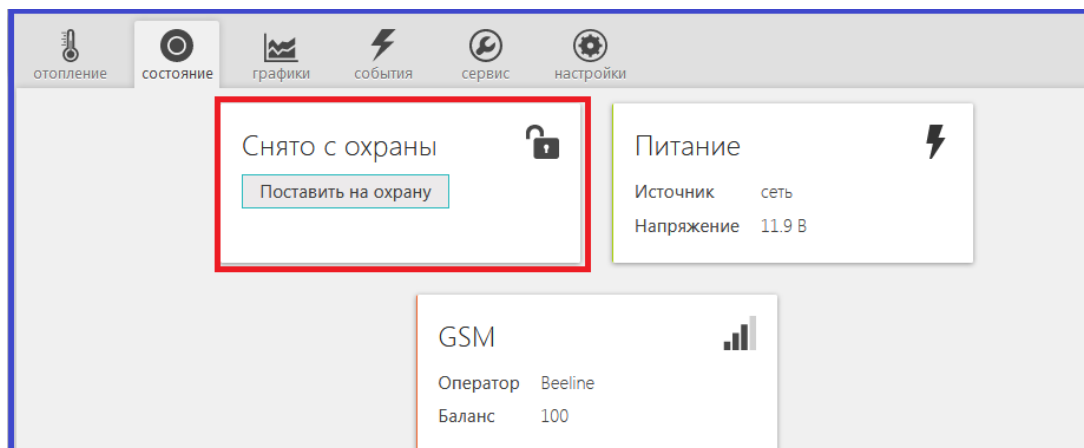 отопление состояние графики события сервис настройки
Снято с охраны
Поставить на охрану
Питание
Источник сеть
Напряжение 11.9 В
GSM
Оператор Beeline
Баланс 100